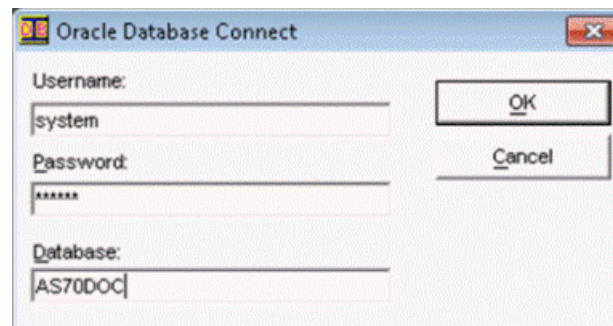 Oracle Database Connect
Username:
system
OK
Password:
******
Cancel
Database:
AS70DOC